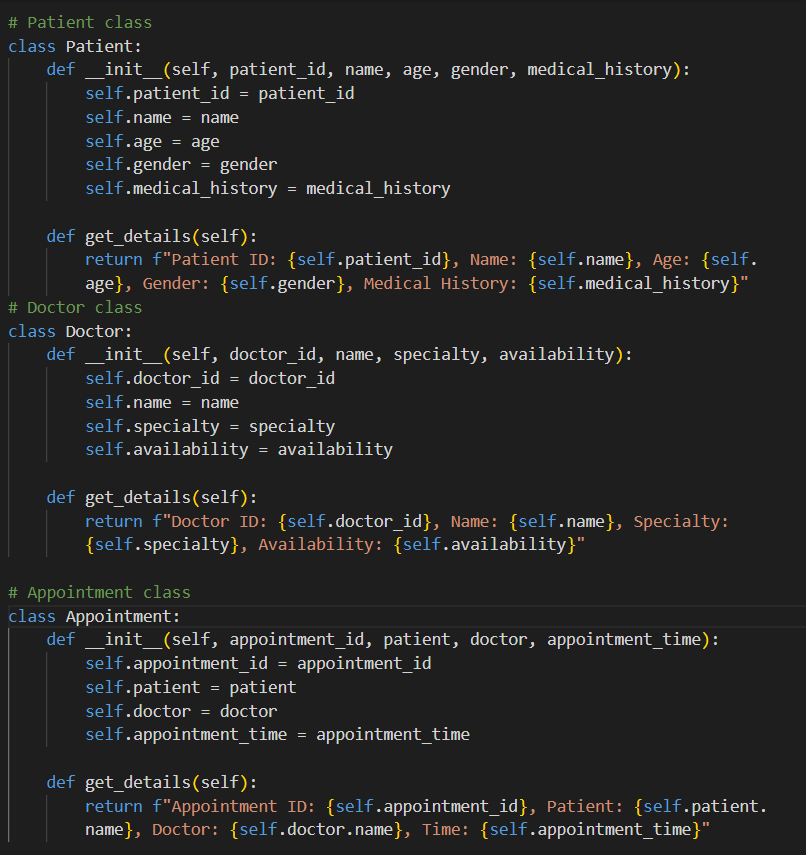 # Patient class
class Patient:
    def __init__(self, patient_id, name, age, gender, medical_history):
        self.patient_id = patient_id
        self.name = name
        self.age = age
        self.gender = gender
        self.medical_history = medical_history

    def get_details(self):
        return f"Patient ID: {self.patient_id}, Name: {self.name}, Age: {self.
        age}, Gender: {self.gender}, Medical History: {self.medical_history}"
# Doctor class
class Doctor:
    def __init__(self, doctor_id, name, specialty, availability):
        self.doctor_id = doctor_id
        self.name = name
        self.specialty = specialty
        self.availability = availability

    def get_details(self):
        return f"Doctor ID: {self.doctor_id}, Name: {self.name}, Specialty:
        {self.specialty}, Availability: {self.availability}"

# Appointment class
class Appointment:
    def __init__(self, appointment_id, patient, doctor, appointment_time):
        self.appointment_id = appointment_id
        self.patient = patient
        self.doctor = doctor
        self.appointment_time = appointment_time

    def get_details(self):
        return f"Appointment ID: {self.appointment_id}, Patient: {self.patient.
        name}, Doctor: {self.doctor.name}, Time: {self.appointment_time}"